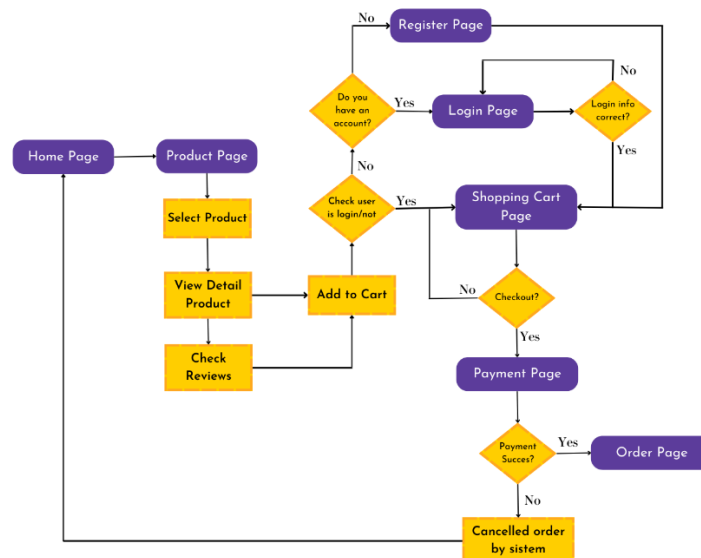 No
Register Page
Do you
have an
account?
Yes
Login Page
No
Login info
correct?
Yes
Home Page
Product Page
No
Select Product
Check user
is login/not
Yes
Shopping Cart
Page
View Detail
Product
Add to Cart
No
Checkout?
Yes
Check
Reviews
Payment Page
Payment
Succes?
Yes
Order Page
No
Cancelled order
by sistem